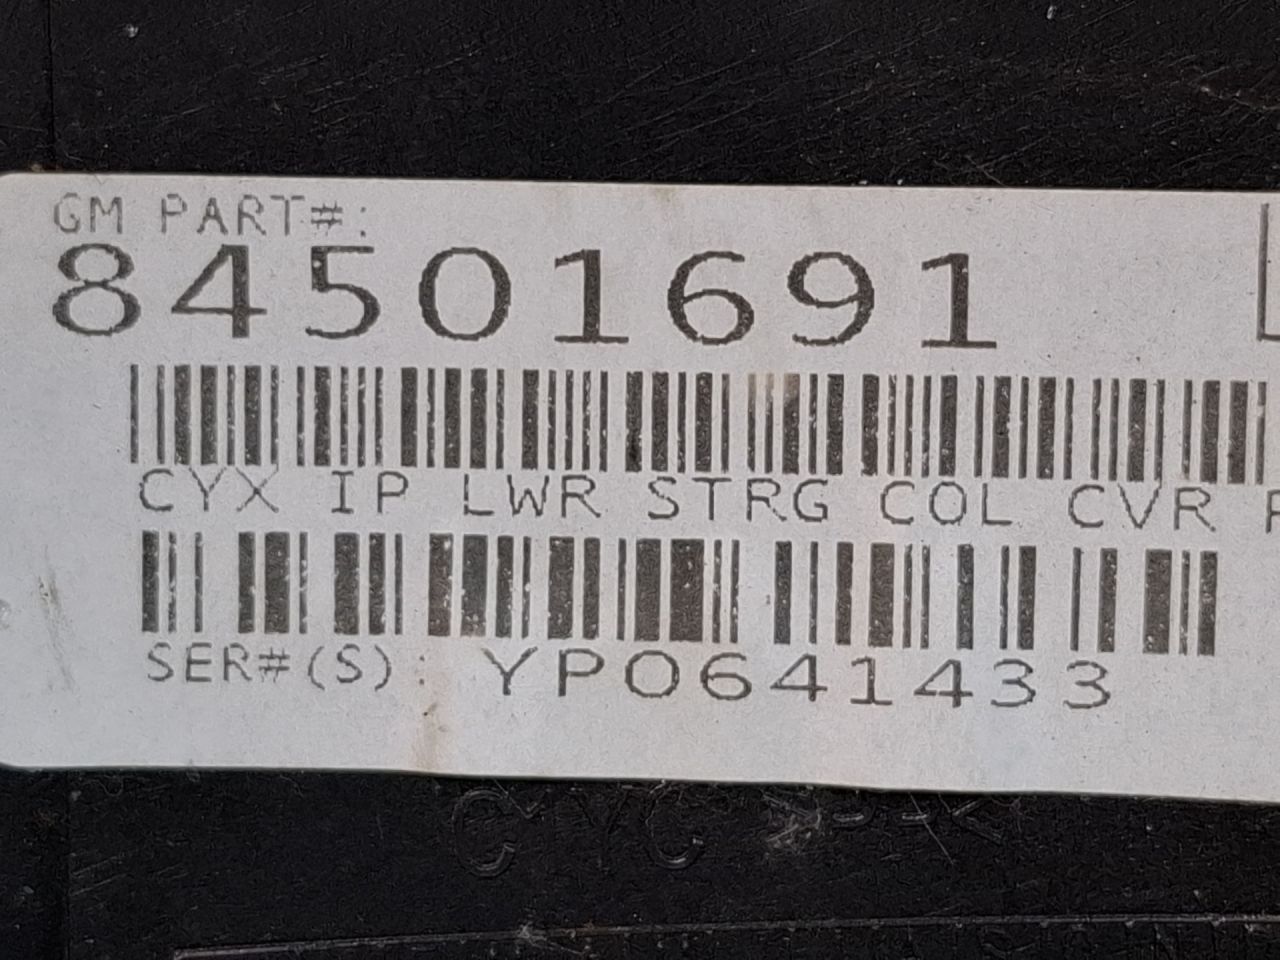 GM PART#:
84501691
CYX IP LWR STRG COL CVR
SER#(S): YP0641433